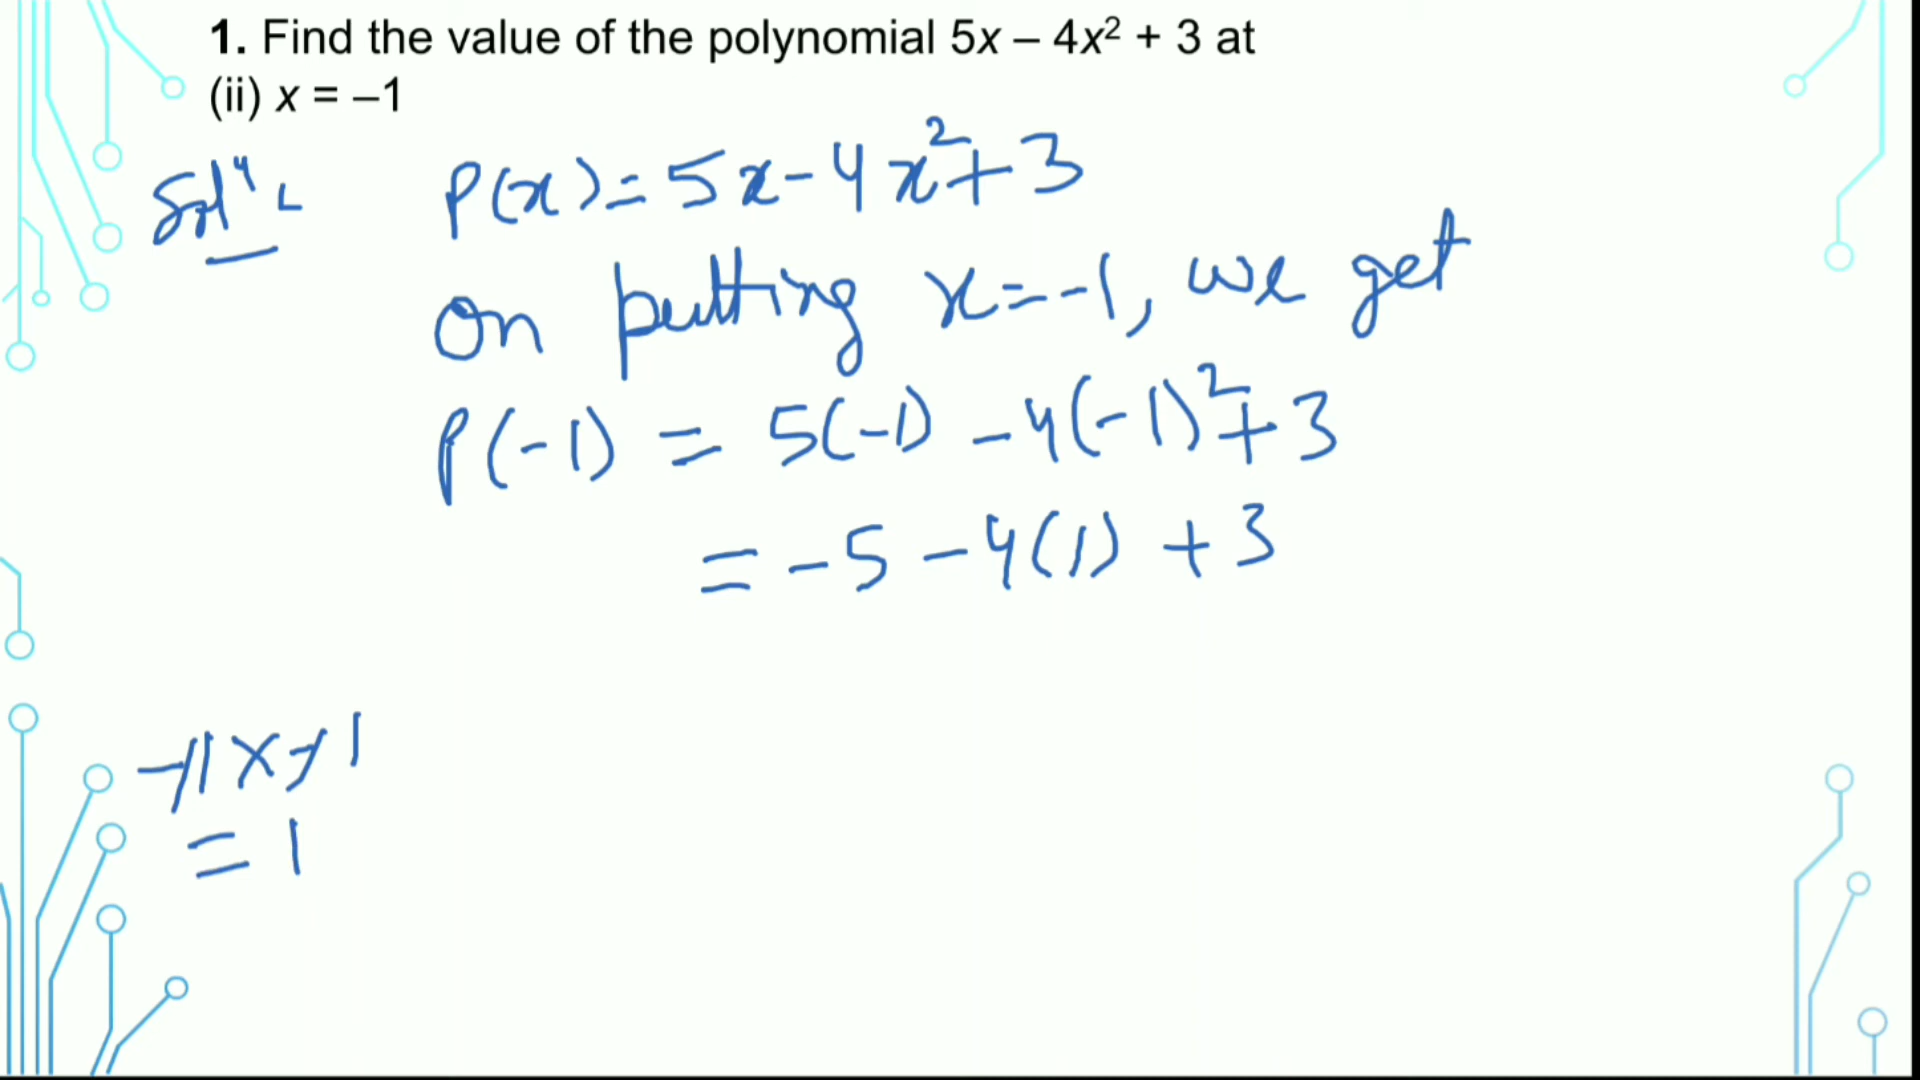 1. Find the value of the polynomial 5x – 4x² + 3 at
(ii) x = –1
Solⁿ :-
P(x) = 5x - 4x² + 3
on putting x = -1, we get
P(-1) = 5(-1) - 4(-1)² + 3
= -5 - 4(1) + 3
-1 x -1
= 1